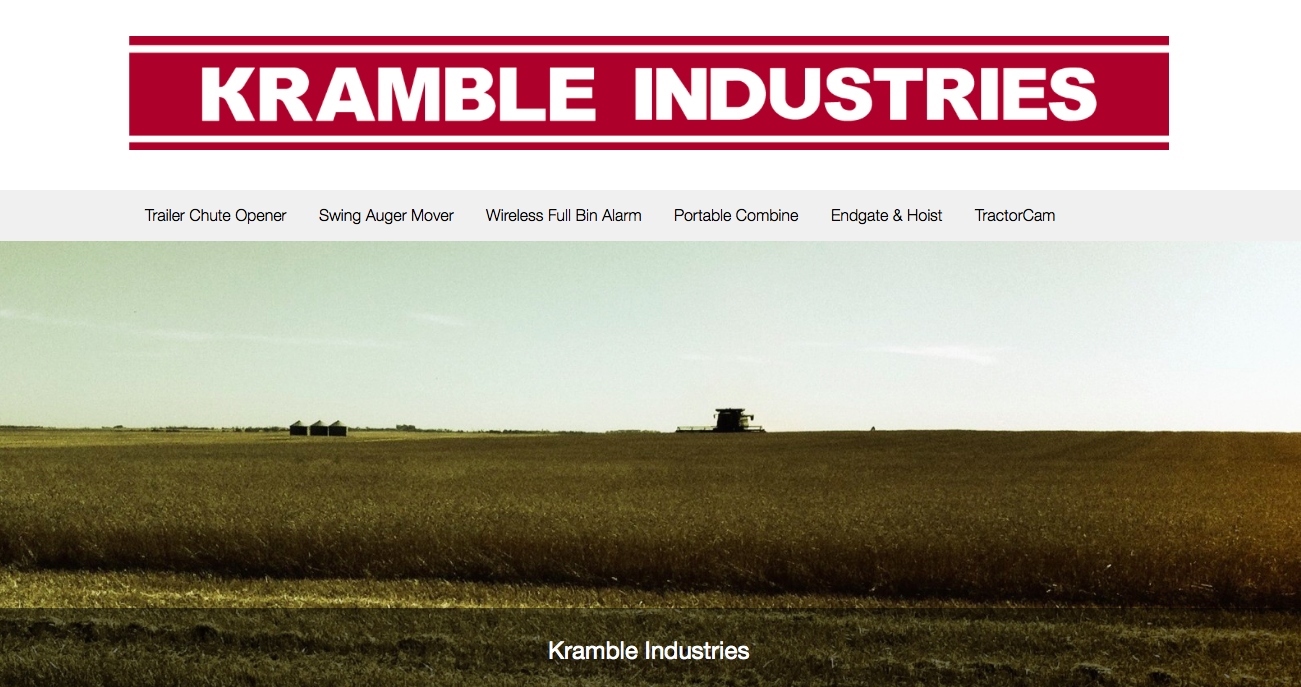 KRAMBLE INDUSTRIES
Trailer Chute Opener Swing Auger Mover Wireless Full Bin Alarm Portable Combine Endgate & Hoist TractorCam
Kramble Industries